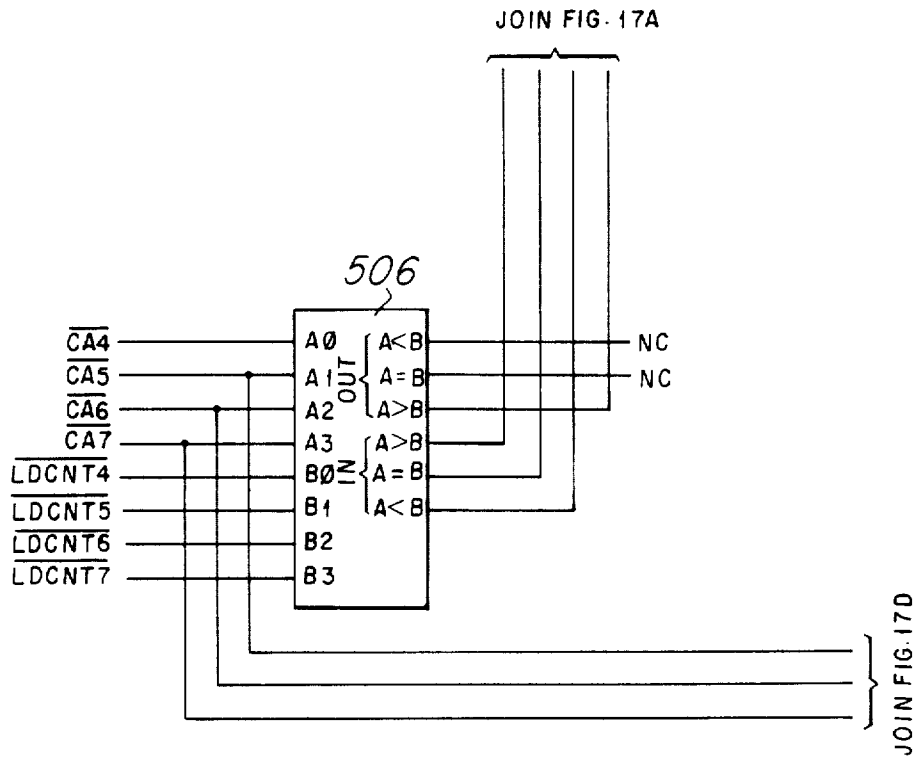 JOIN FIG. 17A
506
CA4 A0 A<B NC
CA5 A1 OUT A=B NC
CA6 A2 A>B
CA7 A3 A>B
LDCNT4 B0 IN A=B
LDCNT5 B1 A<B
LDCNT6 B2
LDCNT7 B3
JOIN FIG. 17D